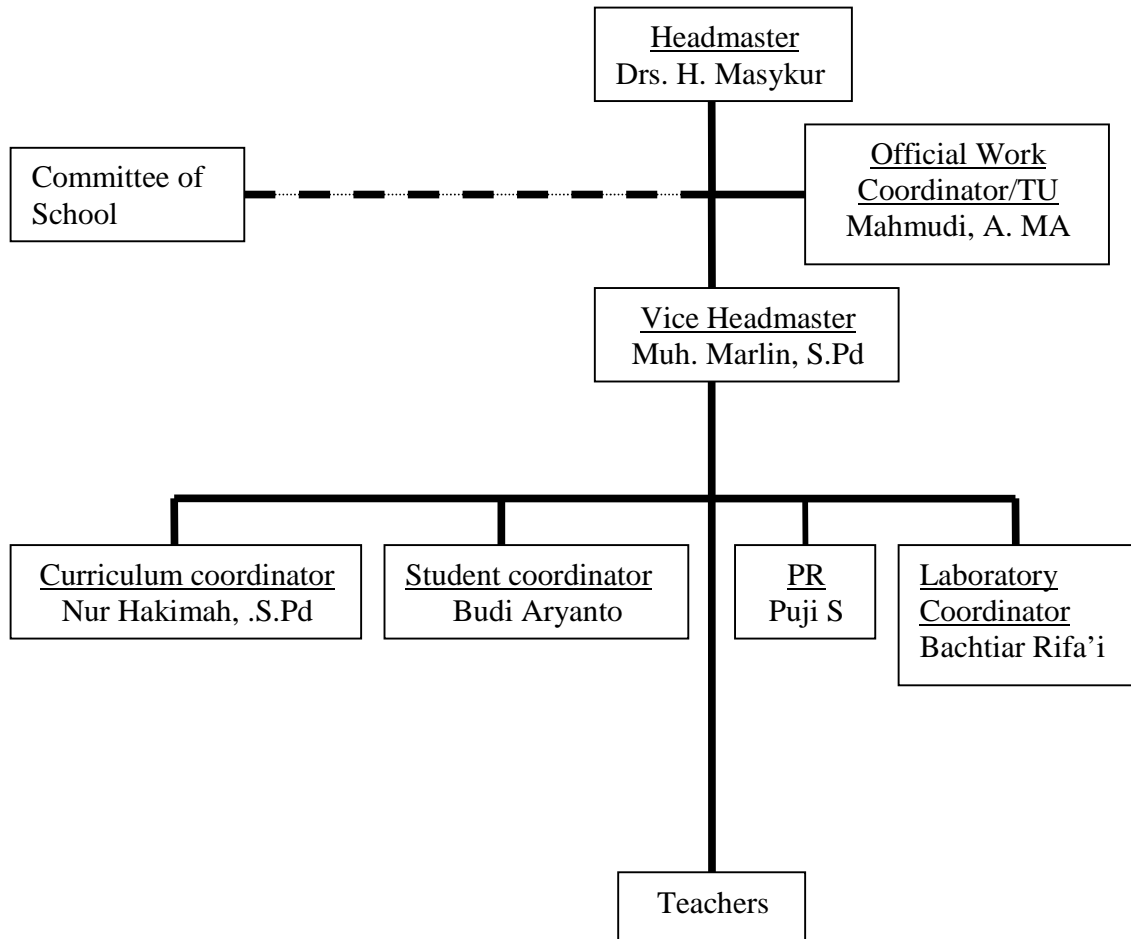 Headmaster
Drs. H. Masykur
Committee of
School
Official Work
Coordinator/TU
Mahmudi, A. MA
Vice Headmaster
Muh. Marlin, S.Pd
Curriculum coordinator
Nur Hakimah, .S.Pd
Student coordinator
Budi Aryanto
PR
Puji S
Laboratory
Coordinator
Bachtiar Rifa’i
Teachers